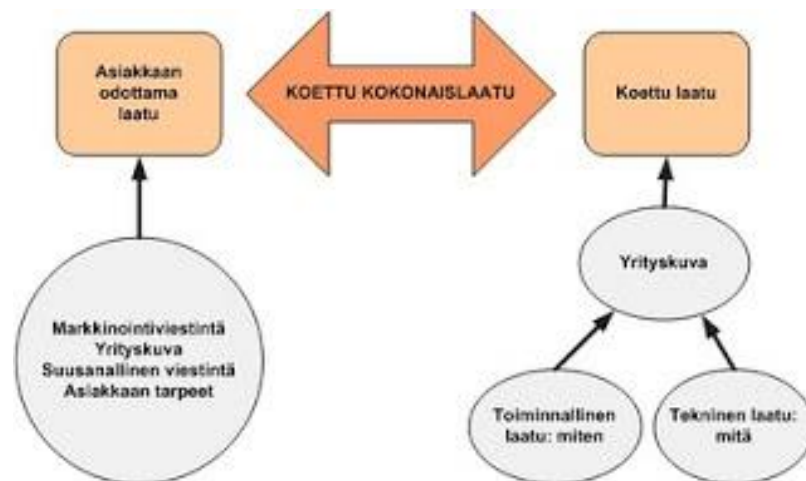 Asiakkaan
odottama
laatu
KOETTU KOKONAISLAATU
Koettu laatu
Markkinointiviestintä
Yrityskuva
Suusanallinen viestintä
Asiakkaan tarpeet
Yrityskuva
Toiminnallinen
laatu: miten
Tekninen laatu:
mitä